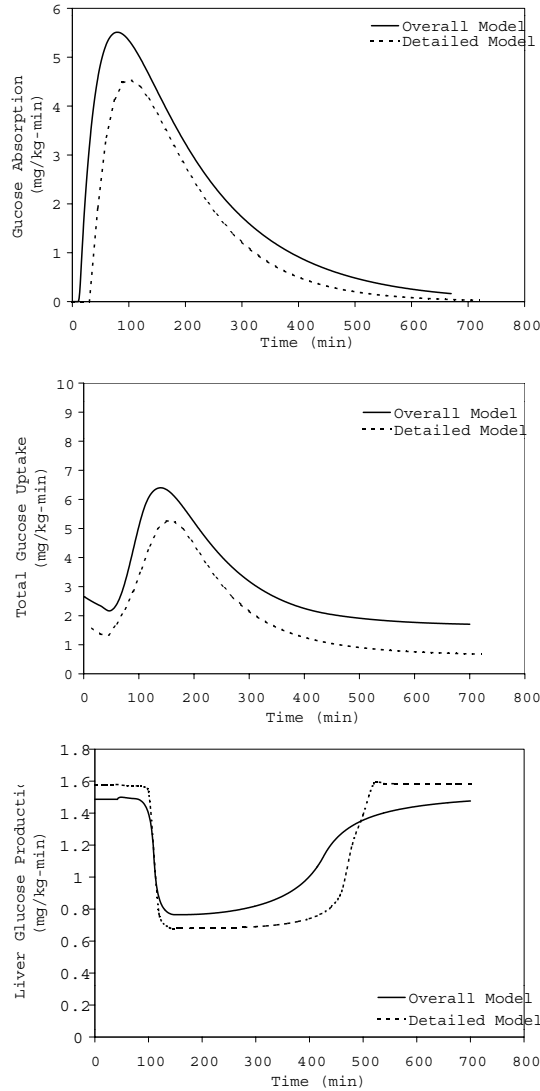 6
Overall Model
Detailed Model
5
4
3
2
1
0
Gucose Absorption
(mg/kg-min)
0 100 200 300 400 500 600 700 800
Time (min)
10
Overall Model
Detailed Model
9
8
7
6
5
4
3
2
1
0
Total Gucose Uptake
(mg/kg-min)
0 100 200 300 400 500 600 700 800
Time (min)
1.8
1.6
1.4
1.2
1
0.8
0.6
0.4
0.2
0
Liver Glucose Producti
(mg/kg-min)
Overall Model
Detailed Model
0 100 200 300 400 500 600 700 800
Time (min)